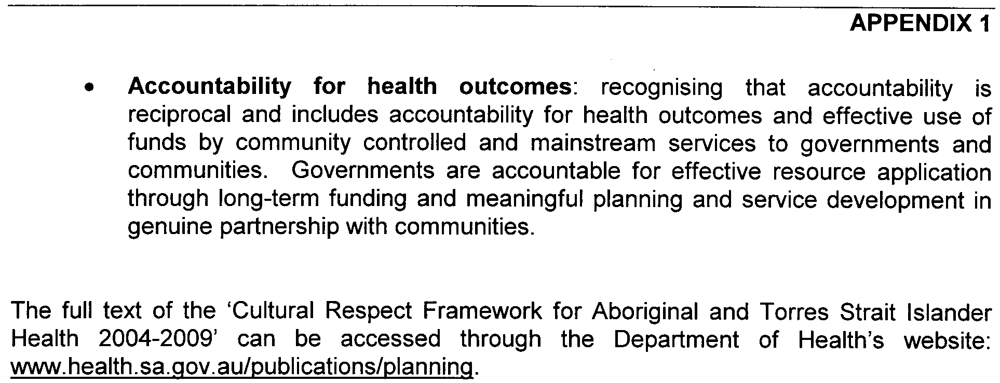 APPENDIX 1
• Accountability for health outcomes: recognising that accountability is
reciprocal and includes accountability for health outcomes and effective use of
funds by community controlled and mainstream services to governments and
communities. Governments are accountable for effective resource application
through long-term funding and meaningful planning and service development in
genuine partnership with communities.
The full text of the ‘Cultural Respect Framework for Aboriginal and Torres Strait Islander
Health 2004-2009’ can be accessed through the Department of Health’s website:
www.health.sa.gov.au/publications/planning.